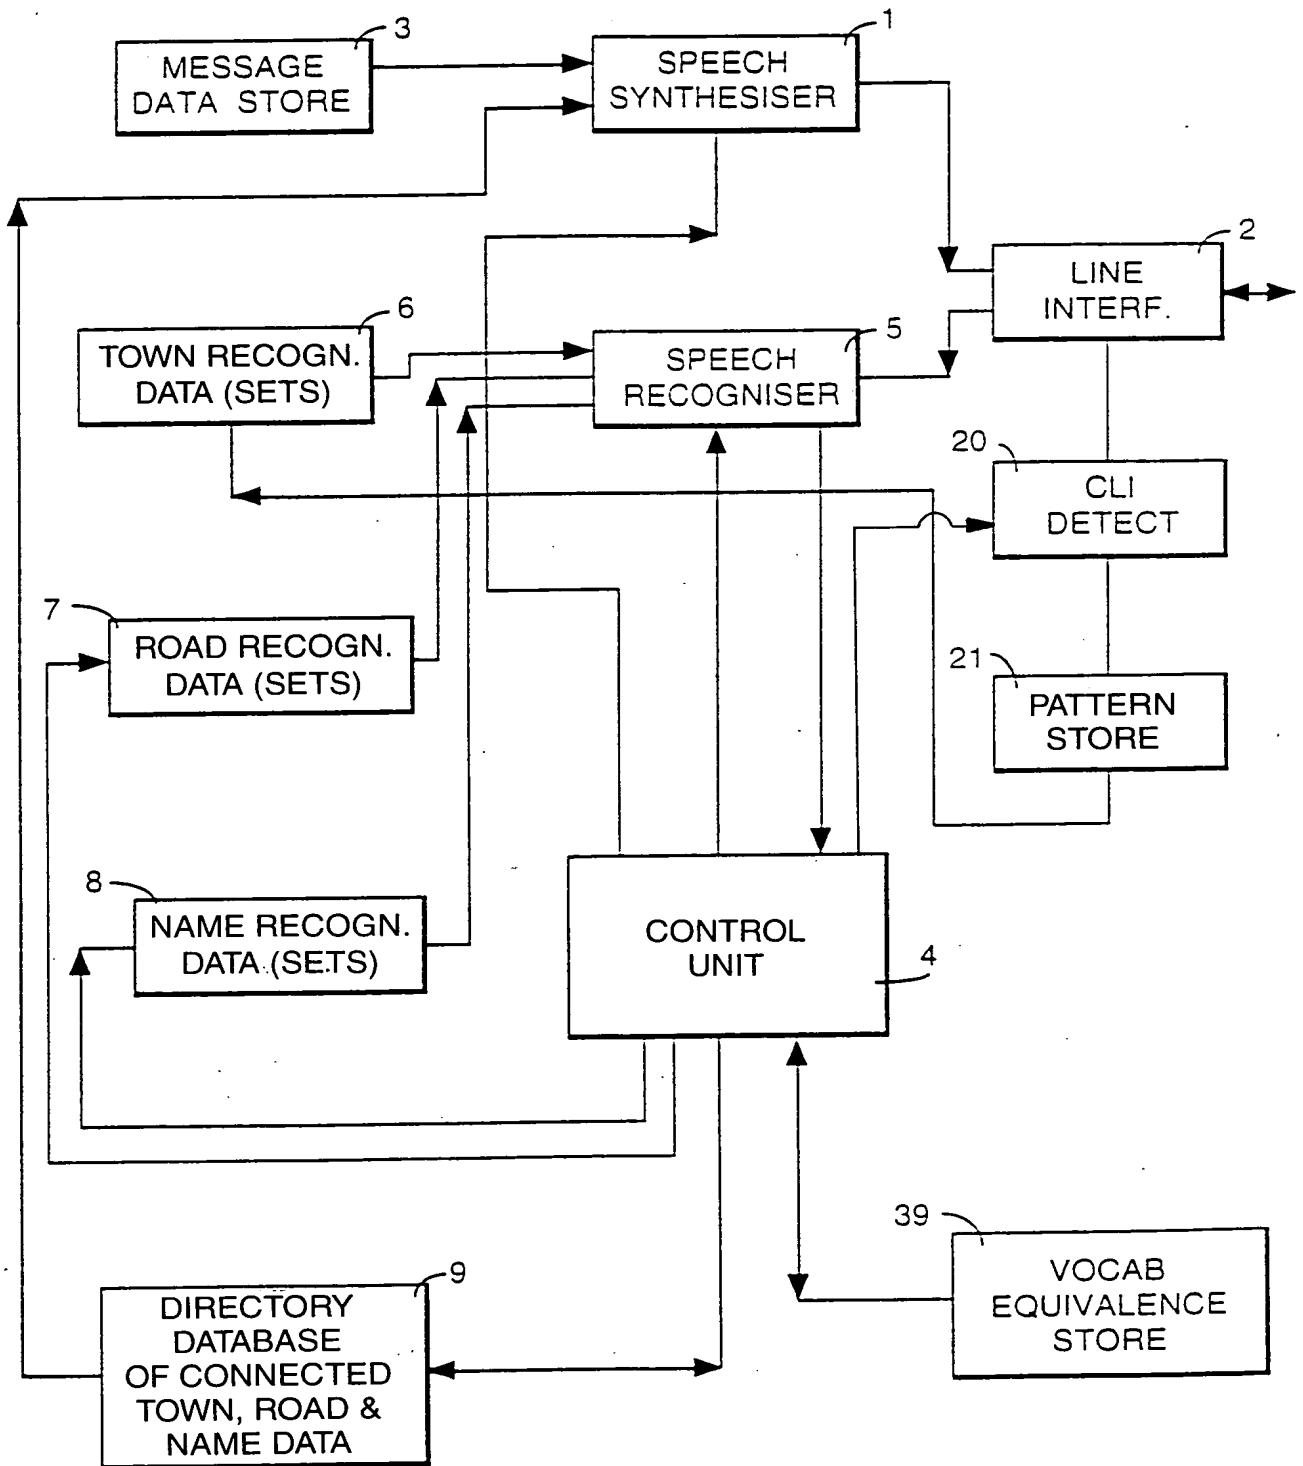 3
MESSAGE
DATA STORE
1
SPEECH
SYNTHESISER
2
LINE
INTERF.
6
TOWN RECOGN.
DATA (SETS)
5
SPEECH
RECOGNISER
20
CLI
DETECT
7
ROAD RECOGN.
DATA (SETS)
21
PATTERN
STORE
8
NAME RECOGN.
DATA (SETS)
CONTROL
UNIT
4
39
VOCAB
EQUIVALENCE
STORE
9
DIRECTORY
DATABASE
OF CONNECTED
TOWN, ROAD &
NAME DATA